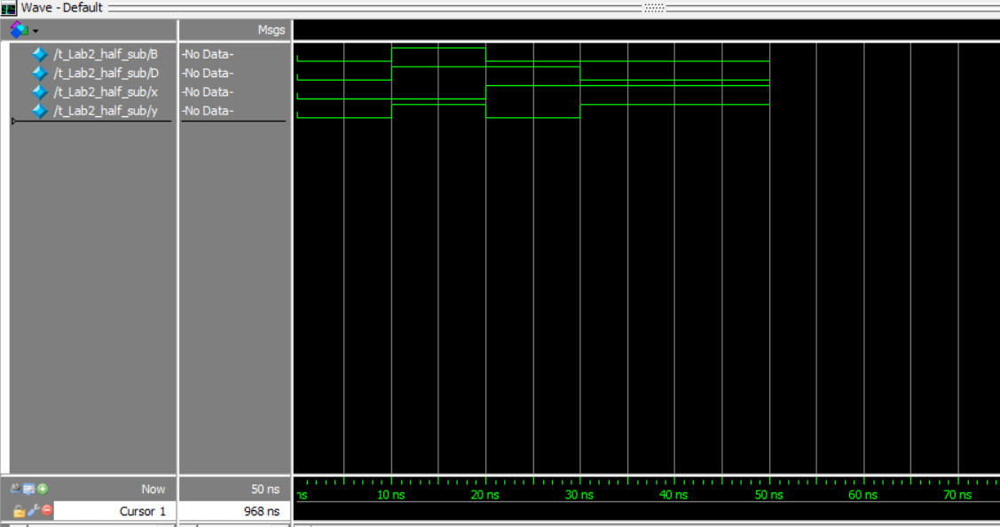 Wave - Default
Msgs
/t_Lab2_half_sub/B -No Data-
/t_Lab2_half_sub/D -No Data-
/t_Lab2_half_sub/x -No Data-
/t_Lab2_half_sub/y -No Data-
Now 50 ns
ns 10 ns 20 ns 30 ns 40 ns 50 ns 60 ns 70 ns
Cursor 1 968 ns